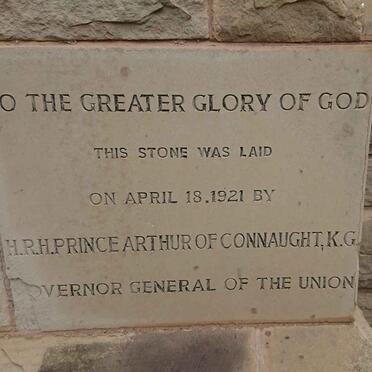 O THE GREATER GLORY OF GOD
THIS STONE WAS LAID
ON APRIL 18.1921 BY
H.R.H.PRINCE ARTHUR OF CONNAUGHT, K.G.
OVERNOR GENERAL OF THE UNION